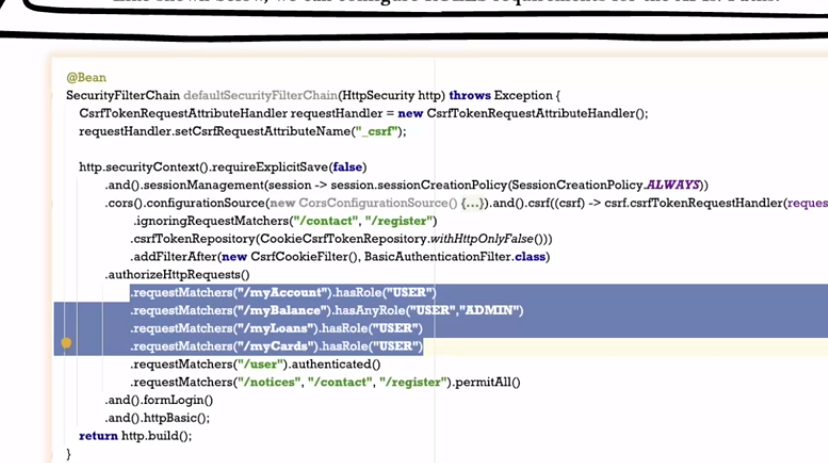 @Bean
SecurityFilterChain defaultSecurityFilterChain(HttpSecurity http) throws Exception {
CsrfTokenRequestAttributeHandler requestHandler = new CsrfTokenRequestAttributeHandler();
requestHandler.setCsrfRequestAttributeName("_csrf");
http.securityContext().requireExplicitSave(false)
.and().sessionManagement(session -> session.sessionCreationPolicy(SessionCreationPolicy.ALWAYS))
.cors().configurationSource(new CorsConfigurationSource() {...}).and().csrf((csrf) -> csrf.csrfTokenRequestHandler(reques
.ignoringRequestMatchers("/contact", "/register")
.csrfTokenRepository(CookieCsrfTokenRepository.withHttpOnlyFalse()))
.addFilterAfter(new CsrfCookieFilter(), BasicAuthenticationFilter.class)
.authorizeHttpRequests()
.requestMatchers("/myAccount").hasRole("USER")
.requestMatchers("/myBalance").hasAnyRole("USER","ADMIN")
.requestMatchers("/myLoans").hasRole("USER")
.requestMatchers("/myCards").hasRole("USER")
.requestMatchers("/user").authenticated()
.requestMatchers("/notices", "/contact", "/register").permitAll()
.and().formLogin()
.and().httpBasic();
return http.build();
}